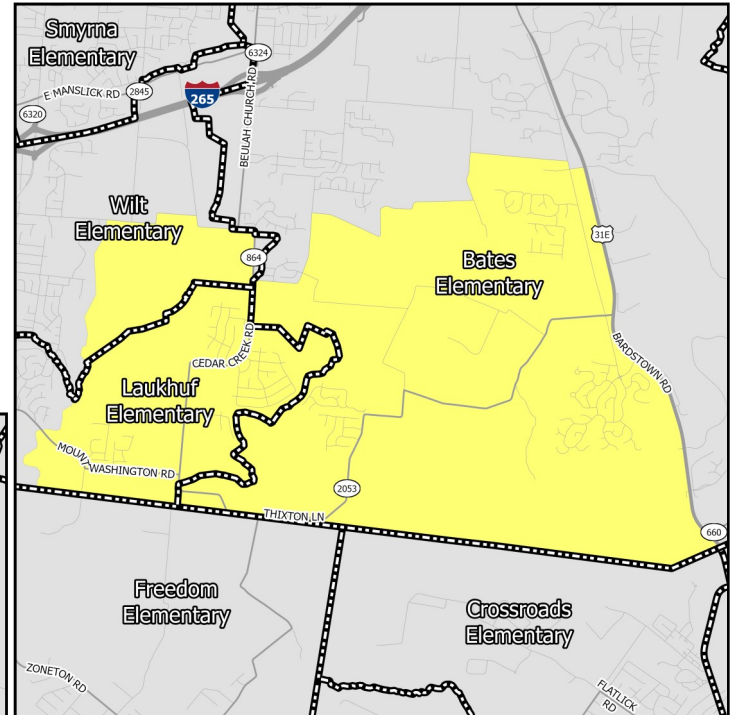 Smyrna
Elementary
6324
E MANSLICK RD
2845
265
6320
BEULAH CHURCH RD
Wilt
Elementary
31E
864
Bates
Elementary
BARDSTOWN RD
CEDAR CREEK RD
Laukhuf
Elementary
MOUNT WASHINGTON RD
2053
THIXTON LN
660
Freedom
Elementary
Crossroads
Elementary
ZONETON RD
FLATLICK
RD